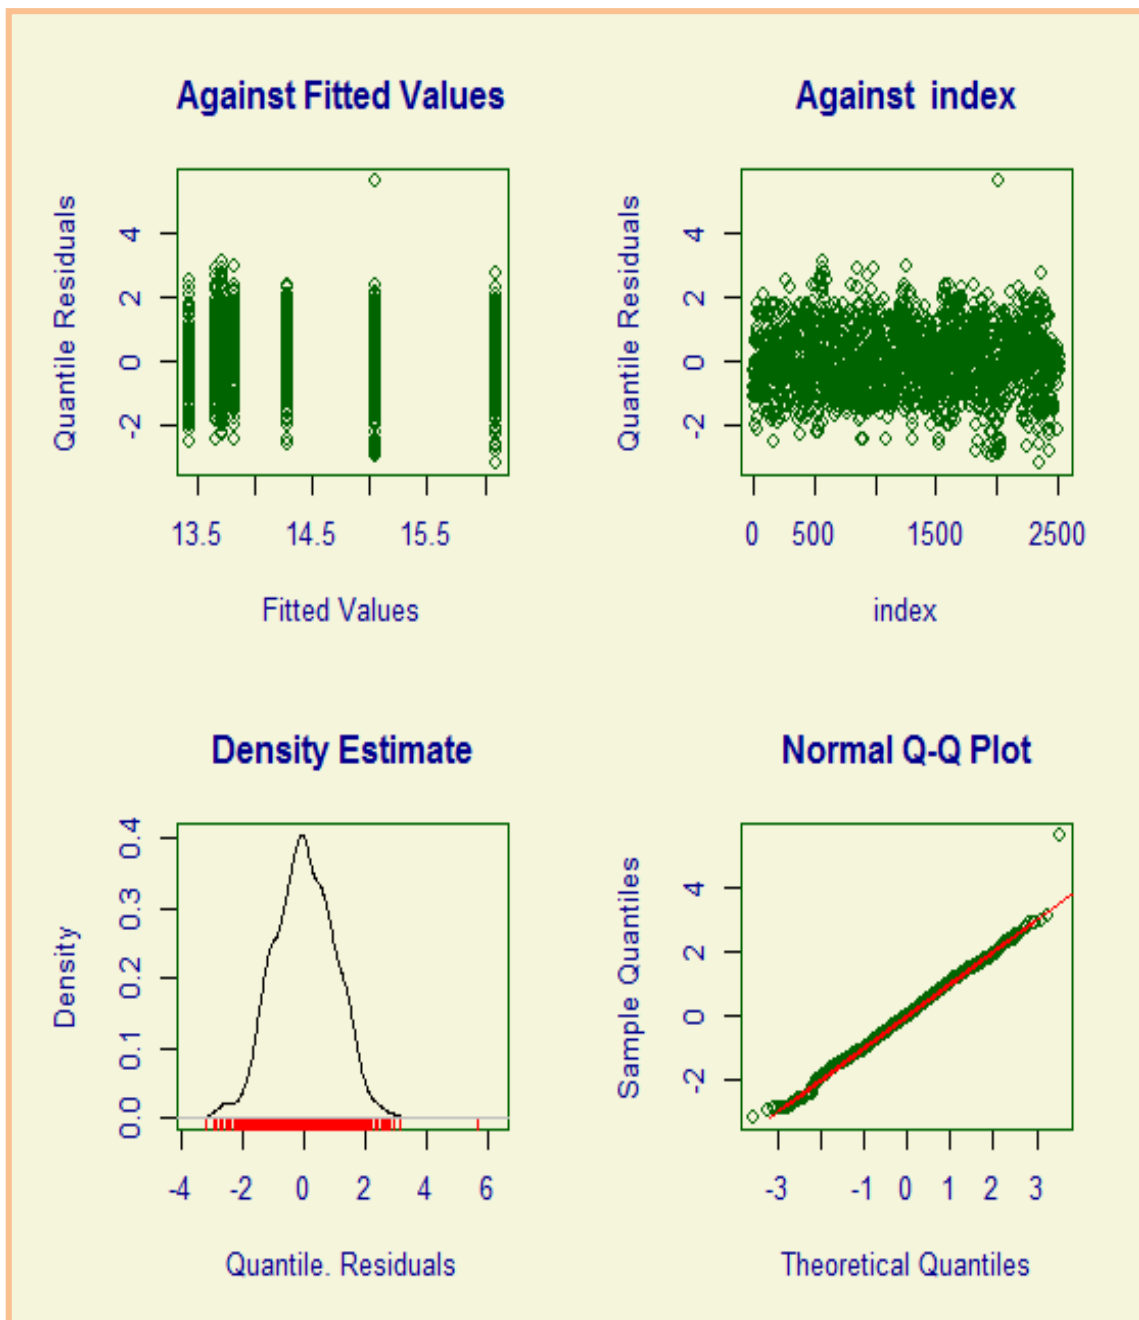 Against Fitted Values
Quantile Residuals
-2 0 2 4
13.5 14.5 15.5
Fitted Values
Against index
Quantile Residuals
-2 0 2 4
0 500 1500 2500
index
Density Estimate
Density
0.0 0.1 0.2 0.3 0.4
-4 -2 0 2 4 6
Quantile. Residuals
Normal Q-Q Plot
Sample Quantiles
-2 0 2 4
-3 -1 0 1 2 3
Theoretical Quantiles